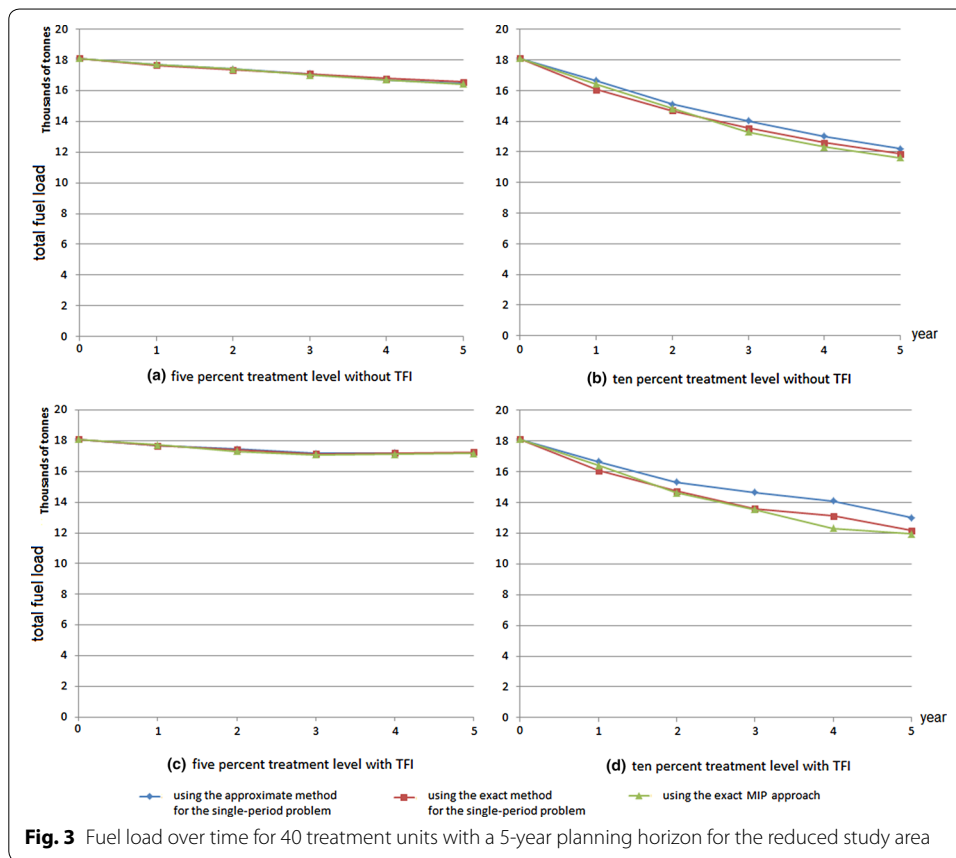 Thousands of tonnes
total fuel load
20
18
16
14
12
10
8
6
4
2
0
0 1 2 3 4 5
(a) five percent treatment level without TFI
20
18
16
14
12
10
8
6
4
2
0
0 1 2 3 4 5
year
(b) ten percent treatment level without TFI
Thousands of tonnes
total fuel load
20
18
16
14
12
10
8
6
4
2
0
0 1 2 3 4 5
(c) five percent treatment level with TFI
20
18
16
14
12
10
8
6
4
2
0
0 1 2 3 4 5
year
(d) ten percent treatment level with TFI
using the approximate method
for the single-period problem
using the exact method
for the single-period problem
using the exact MIP approach
Fig. 3 Fuel load over time for 40 treatment units with a 5-year planning horizon for the reduced study area